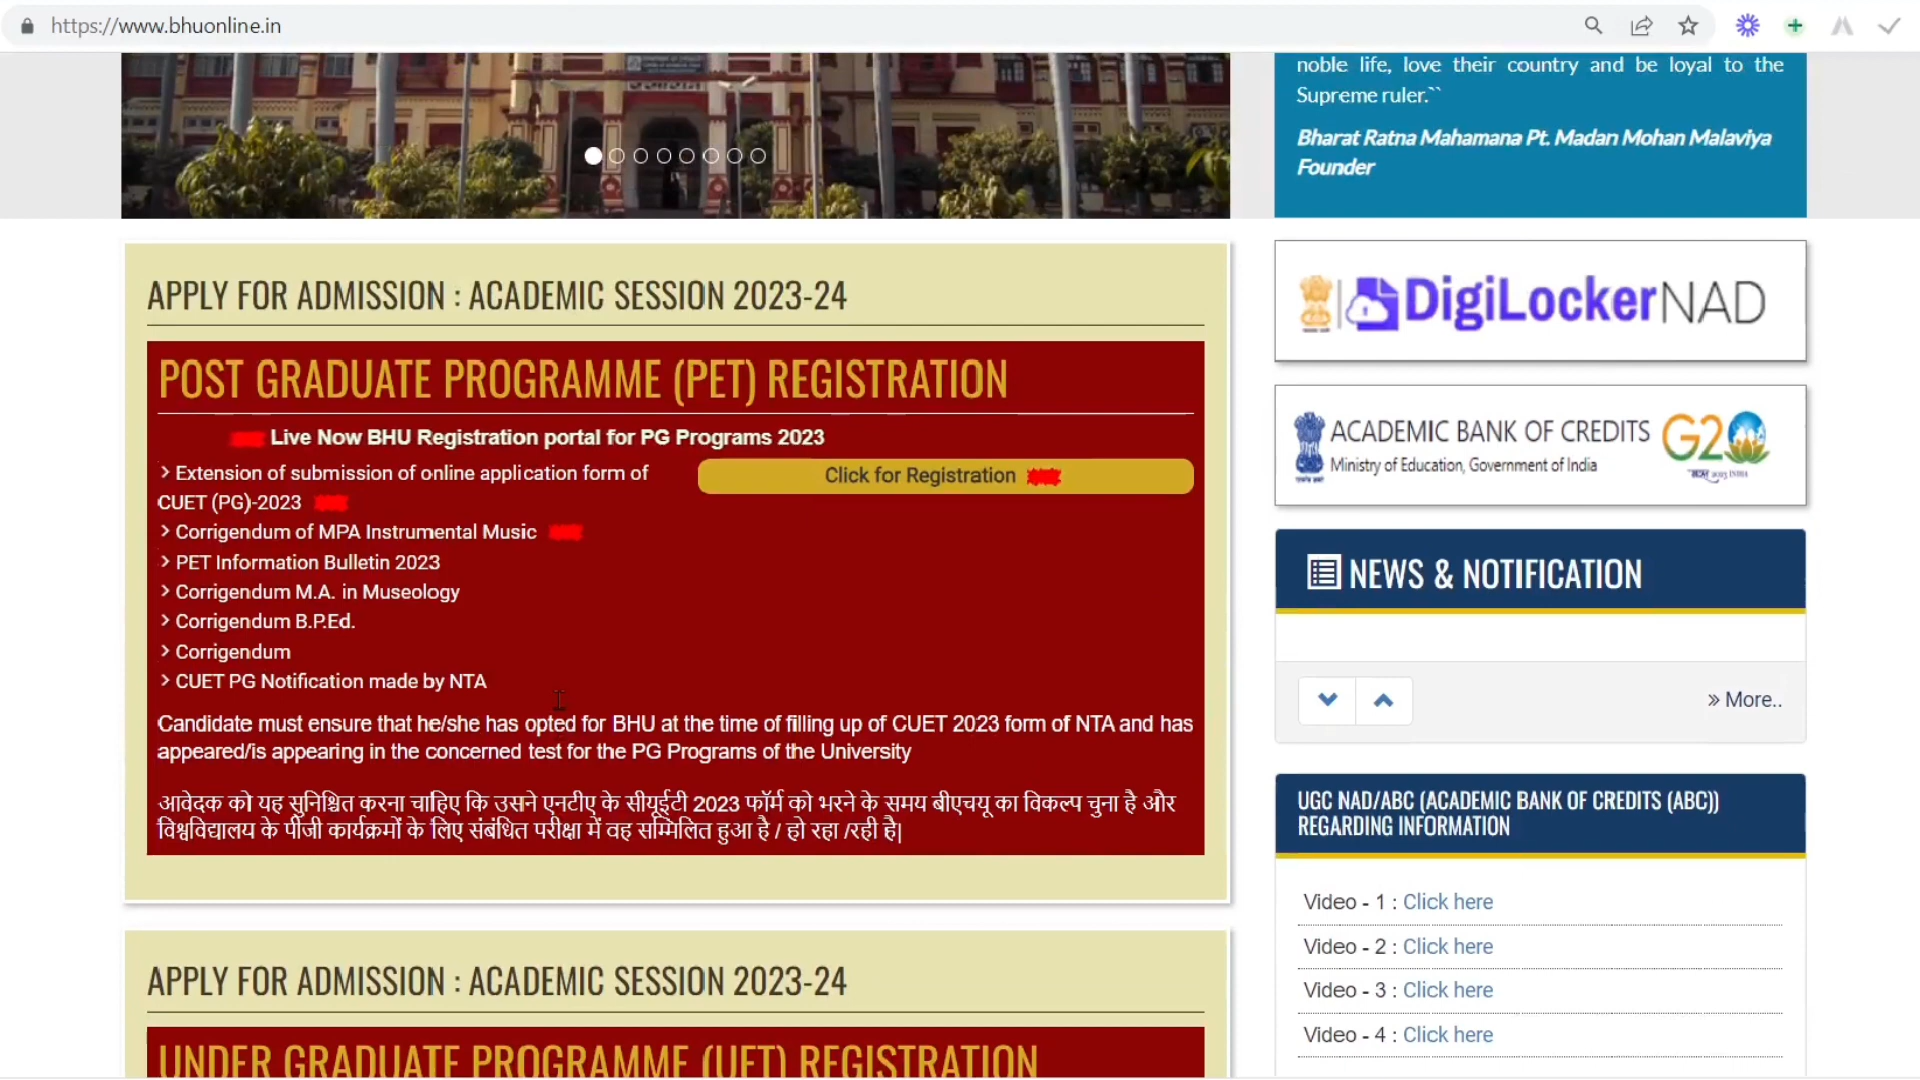 https://www.bhuonline.in
noble life, love their country and be loyal to the
Supreme ruler.``
Bharat Ratna Mahamana Pt. Madan Mohan Malaviya
Founder
APPLY FOR ADMISSION : ACADEMIC SESSION 2023-24
POST GRADUATE PROGRAMME (PET) REGISTRATION
Live Now BHU Registration portal for PG Programs 2023
> Extension of submission of online application form of
CUET (PG)-2023
> Corrigendum of MPA Instrumental Music
> PET Information Bulletin 2023
> Corrigendum M.A. in Museology
> Corrigendum B.P.Ed.
> Corrigendum
> CUET PG Notification made by NTA
Click for Registration
Candidate must ensure that he/she has opted for BHU at the time of filling up of CUET 2023 form of NTA and has
appeared/is appearing in the concerned test for the PG Programs of the University
आवेदक को यह सुनिश्चित करना चाहिए कि उसने एनटीए के सीयूईटी 2023 फॉर्म को भरने के समय बीएचयू का विकल्प चुना है और
विश्वविद्यालय के पीजी कार्यक्रमों के लिए संबंधित परीक्षा में वह सम्मिलित हुआ है / हो रहा /रही है|
APPLY FOR ADMISSION : ACADEMIC SESSION 2023-24
UNDER GRADUATE PROGRAMME (UET) REGISTRATION
DigiLocker NAD
ACADEMIC BANK OF CREDITS
Ministry of Education, Government of India
G20
NEWS & NOTIFICATION
» More..
UGC NAD/ABC (ACADEMIC BANK OF CREDITS (ABC))
REGARDING INFORMATION
Video - 1 : Click here
Video - 2 : Click here
Video - 3 : Click here
Video - 4 : Click here